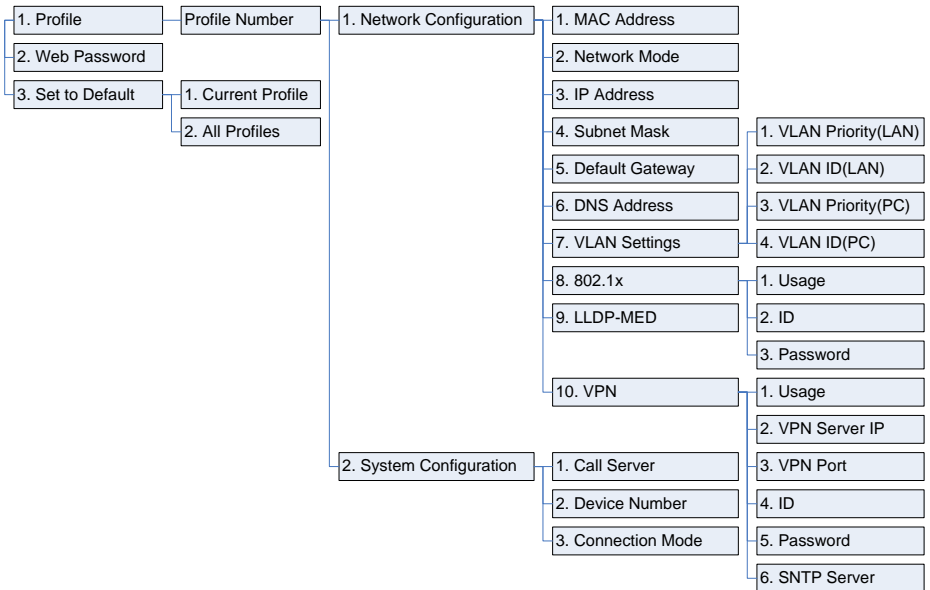 1. Profile
Profile Number
1. Network Configuration
1. MAC Address
2. Web Password
2. Network Mode
3. Set to Default
1. Current Profile
3. IP Address
2. All Profiles
4. Subnet Mask
1. VLAN Priority(LAN)
5. Default Gateway
2. VLAN ID(LAN)
6. DNS Address
3. VLAN Priority(PC)
7. VLAN Settings
4. VLAN ID(PC)
8. 802.1x
1. Usage
9. LLDP-MED
2. ID
3. Password
10. VPN
1. Usage
2. VPN Server IP
2. System Configuration
1. Call Server
3. VPN Port
2. Device Number
4. ID
3. Connection Mode
5. Password
6. SNTP Server